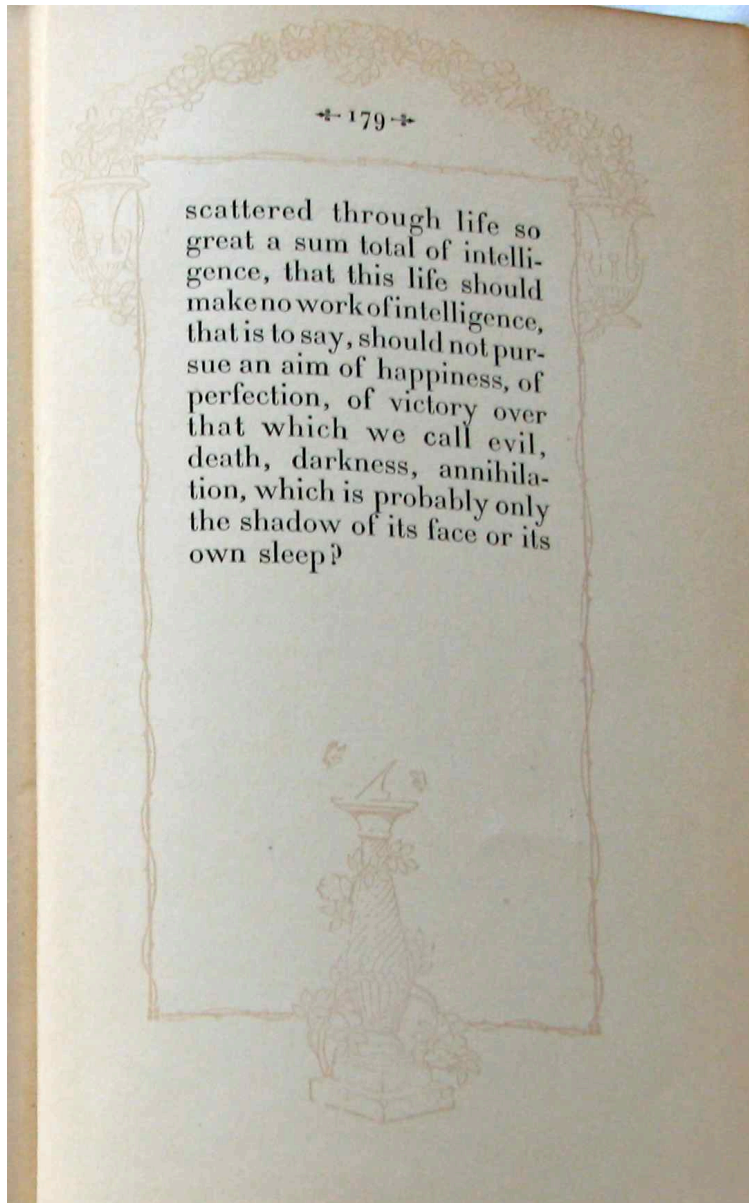 179
scattered through life so
great a sum total of intelli-
gence, that this life should
make no work of intelligence,
that is to say, should not pur-
sue an aim of happiness, of
perfection, of victory over
that which we call evil,
death, darkness, annihila-
tion, which is probably only
the shadow of its face or its
own sleep?